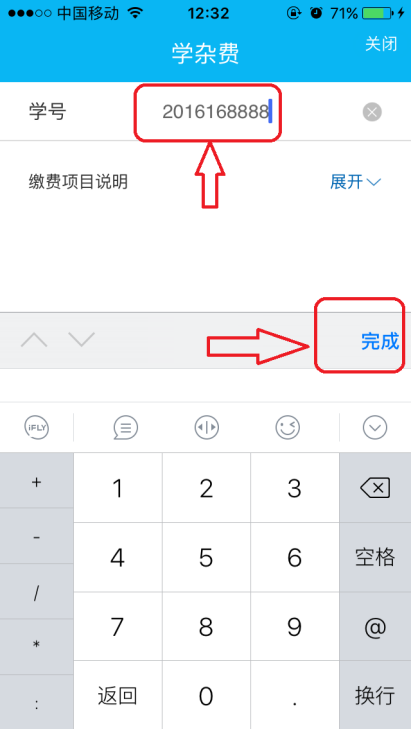 中国移动 12:32 71%
学杂费 关闭
学号 2016168888
缴费项目说明 展开
完成
iFLY
+ 1 2 3
- 4 5 6 空格
/ 7 8 9 @
* 返回 0 . 换行
: